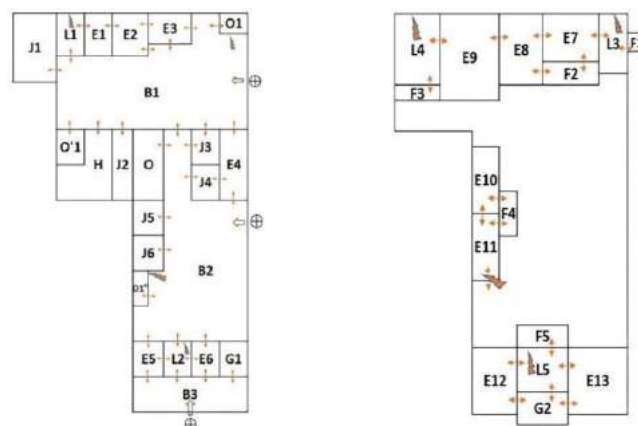 J1 L1 E1 E2 E3 O1
B1
O'1 H J2 O J3 E4
J4
J5
J6
B2
O1"
E5 L2 E6 G1
B3
L4 E9 E8 E7 L3
F2
F3
E10
F4
E11
F5
E12 L5 E13
G2